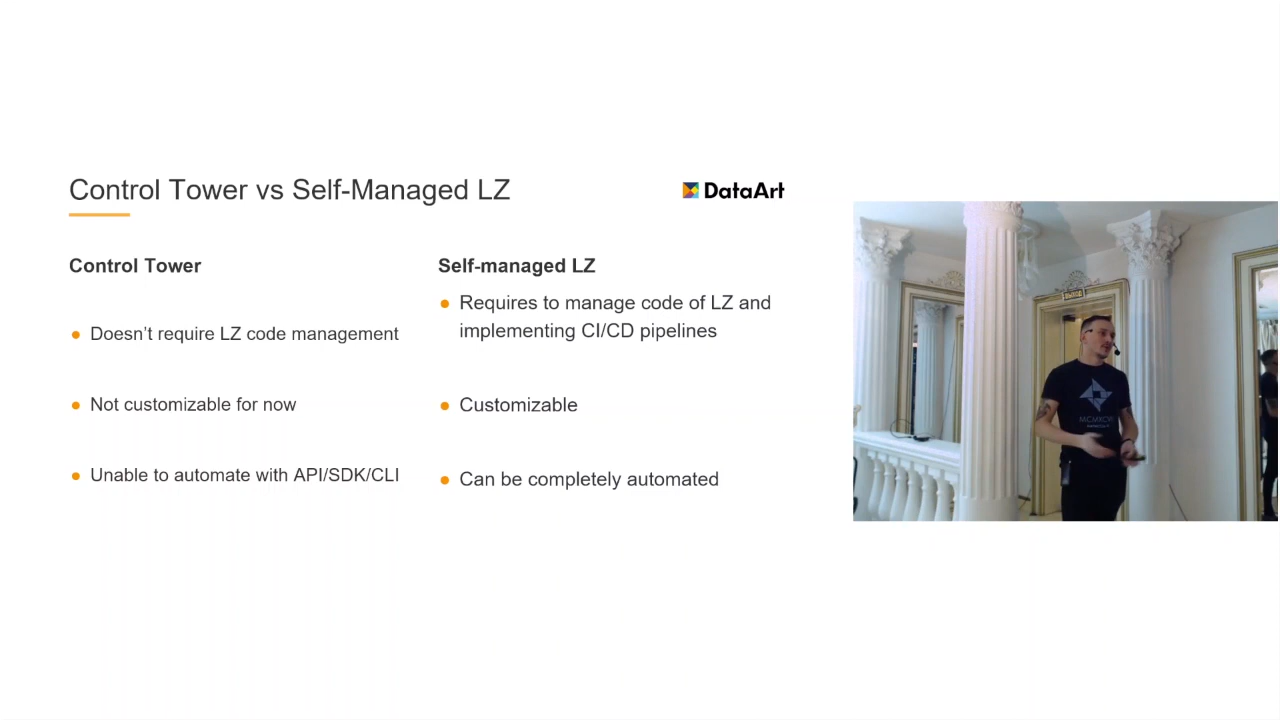 Control Tower vs Self-Managed LZ
DataArt
Control Tower
Doesn’t require LZ code management
Not customizable for now
Unable to automate with API/SDK/CLI
Self-managed LZ
Requires to manage code of LZ and
implementing CI/CD pipelines
Customizable
Can be completely automated